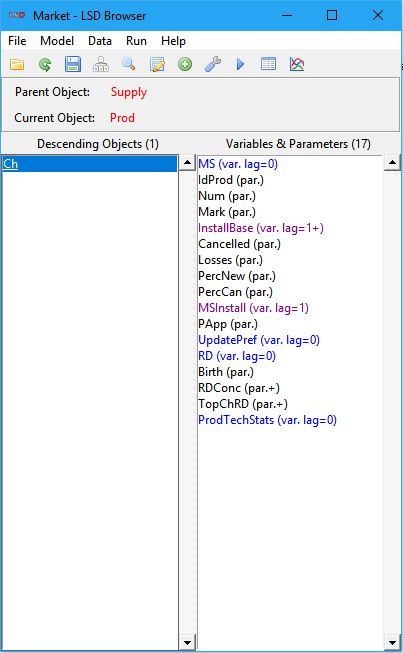 LSD Market - LSD Browser
File Model Data Run Help
Parent Object: Supply
Current Object: Prod
Descending Objects (1) Variables & Parameters (17)
Ch
MS (var. lag=0)
IdProd (par.)
Num (par.)
Mark (par.)
InstallBase (var. lag=1+)
Cancelled (par.)
Losses (par.)
PercNew (par.)
PercCan (par.)
MSInstall (var. lag=1)
PApp (par.)
UpdatePref (var. lag=0)
RD (var. lag=0)
Birth (par.)
RDConc (par.+)
TopChRD (par.+)
ProdTechStats (var. lag=0)